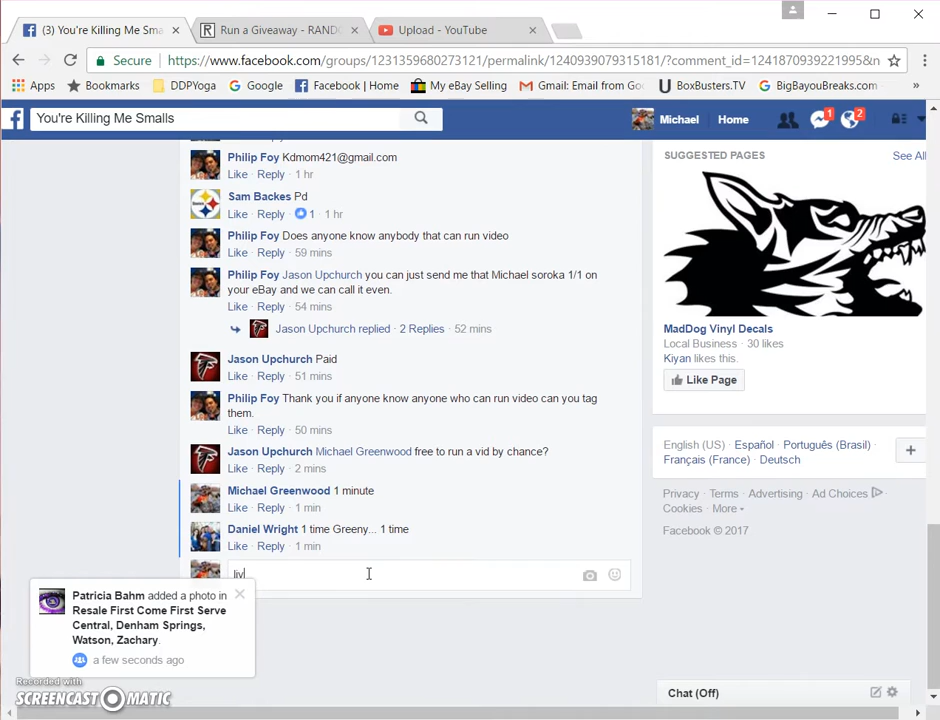 (3) You're Killing Me Sma
Run a Giveaway - RANDO
Upload - YouTube
Secure
https://www.facebook.com/groups/1231359680273121/permalink/1240939079315181/?comment_id=1241870939221995&n
Apps
Bookmarks
DDPYoga
Google
Facebook | Home
My eBay Selling
Gmail: Email from Go
BoxBusters.TV
BigBayouBreaks.com
»
You're Killing Me Smalls
Michael
Home
1
2
SUGGESTED PAGES
See All
Philip Foy Kdmom421@gmail.com
Like · Reply · 1 hr
Sam Backes Pd
Like · Reply · 1 · 1 hr
Philip Foy Does anyone know anybody that can run video
Like · Reply · 59 mins
Philip Foy Jason Upchurch you can just send me that Michael soroka 1/1 on
your eBay and we can call it even.
Like · Reply · 54 mins
Jason Upchurch replied · 2 Replies · 52 mins
Jason Upchurch Paid
Like · Reply · 51 mins
Philip Foy Thank you if anyone know anyone who can run video can you tag
them.
Like · Reply · 50 mins
Jason Upchurch Michael Greenwood free to run a vid by chance?
Like · Reply · 2 mins
Michael Greenwood 1 minute
Like · Reply · 1 min
Daniel Wright 1 time Greeny... 1 time
Like · Reply · 1 min
liv
MadDog Vinyl Decals
Local Business · 30 likes
Kiyan likes this.
Like Page
English (US) · Español · Português (Brasil) ·
Français (France) · Deutsch
Privacy · Terms · Advertising · Ad Choices
Cookies · More
Facebook © 2017
Patricia Bahm added a photo in
Resale First Come First Serve
Central, Denham Springs,
Watson, Zachary.
a few seconds ago
Recorded with
SCREENCAST-O-MATIC
Chat (Off)